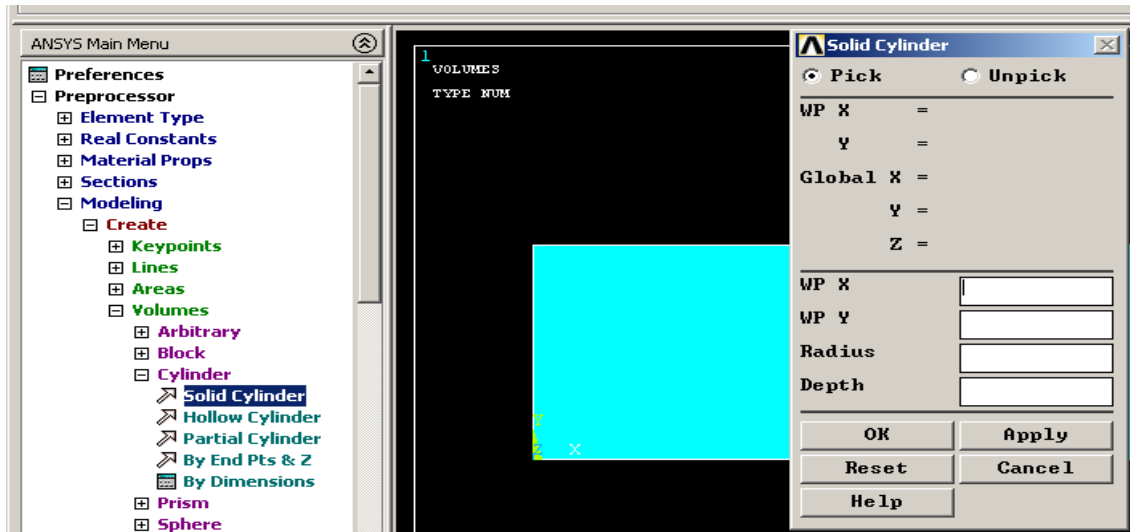 ANSYS Main Menu
Preferences
Preprocessor
Element Type
Real Constants
Material Props
Sections
Modeling
Create
Keypoints
Lines
Areas
Volumes
Arbitrary
Block
Cylinder
Solid Cylinder
Hollow Cylinder
Partial Cylinder
By End Pts & Z
By Dimensions
Prism
Sphere
1
VOLUMES
TYPE NUM
Y
Z X
Solid Cylinder
Pick Unpick
WP X =
Y =
Global X =
Y =
Z =
WP X
WP Y
Radius
Depth
OK Apply
Reset Cancel
Help